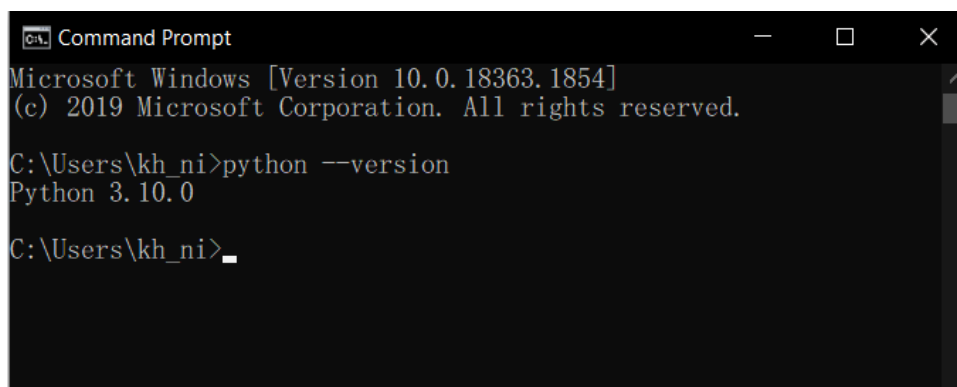 Command Prompt
Microsoft Windows [Version 10.0.18363.1854]
(c) 2019 Microsoft Corporation. All rights reserved.
C:\Users\kh_ni>python --version
Python 3.10.0
C:\Users\kh_ni>